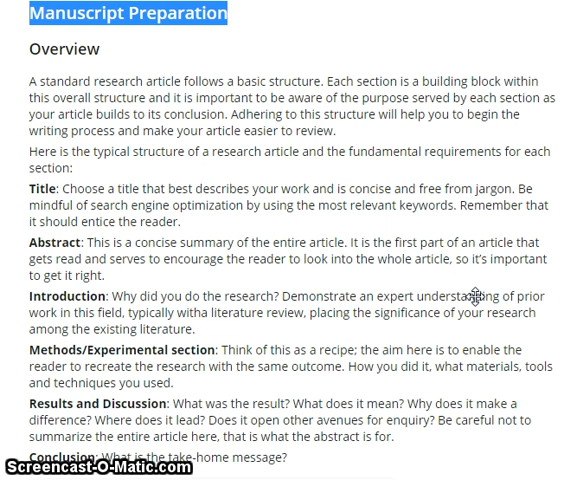 Manuscript Preparation
Overview
A standard research article follows a basic structure. Each section is a building block within
this overall structure and it is important to be aware of the purpose served by each section as
your article builds to its conclusion. Adhering to this structure will help you to begin the
writing process and make your article easier to review.
Here is the typical structure of a research article and the fundamental requirements for each
section:
Title: Choose a title that best describes your work and is concise and free from jargon. Be
mindful of search engine optimization by using the most relevant keywords. Remember that
it should entice the reader.
Abstract: This is a concise summary of the entire article. It is the first part of an article that
gets read and serves to encourage the reader to look into the whole article, so it's important
to get it right.
Introduction: Why did you do the research? Demonstrate an expert understanding of prior
work in this field, typically witha literature review, placing the significance of your research
among the existing literature.
Methods/Experimental section: Think of this as a recipe; the aim here is to enable the
reader to recreate the research with the same outcome. How you did it, what materials, tools
and techniques you used.
Results and Discussion: What was the result? What does it mean? Why does it make a
difference? Where does it lead? Does it open other avenues for enquiry? Be careful not to
summarize the entire article here, that is what the abstract is for.
Conclusion: What is the take-home message?
Screencast-O-Matic.com